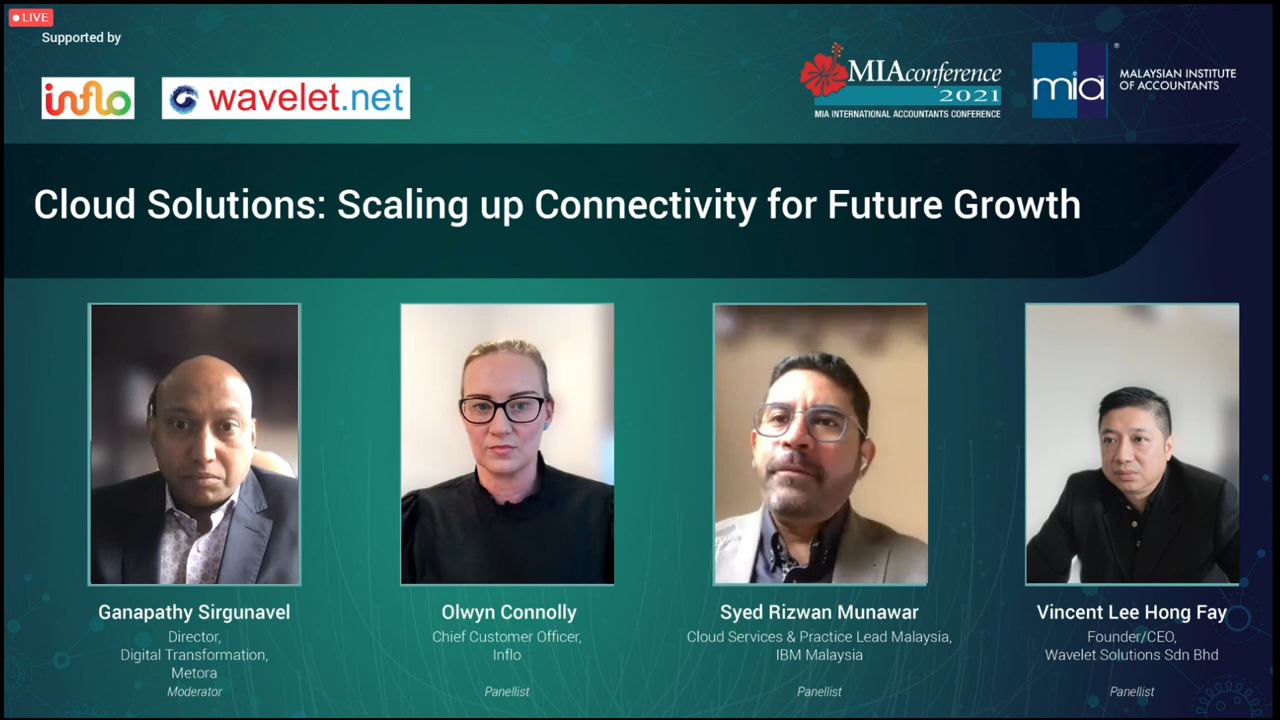 LIVE
Supported by
inflo
wavelet.net
MIAconference
2021
MIA INTERNATIONAL ACCOUNTANTS CONFERENCE
mia
MALAYSIAN INSTITUTE
OF ACCOUNTANTS
Cloud Solutions: Scaling up Connectivity for Future Growth
Ganapathy Sirgunavel
Director,
Digital Transformation,
Metora
Moderator
Olwyn Connolly
Chief Customer Officer,
Inflo
Panellist
Syed Rizwan Munawar
Cloud Services & Practice Lead Malaysia,
IBM Malaysia
Panellist
Vincent Lee Hong Fay
Founder/CEO,
Wavelet Solutions Sdn Bhd
Panellist